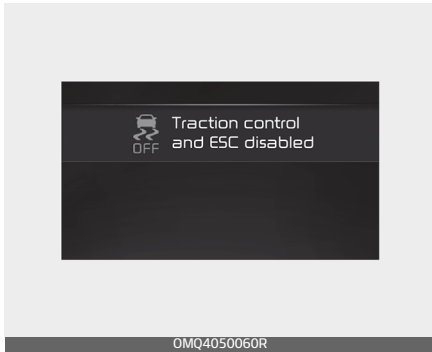 Traction control
OFF and ESC disabled
OMQ4050060R